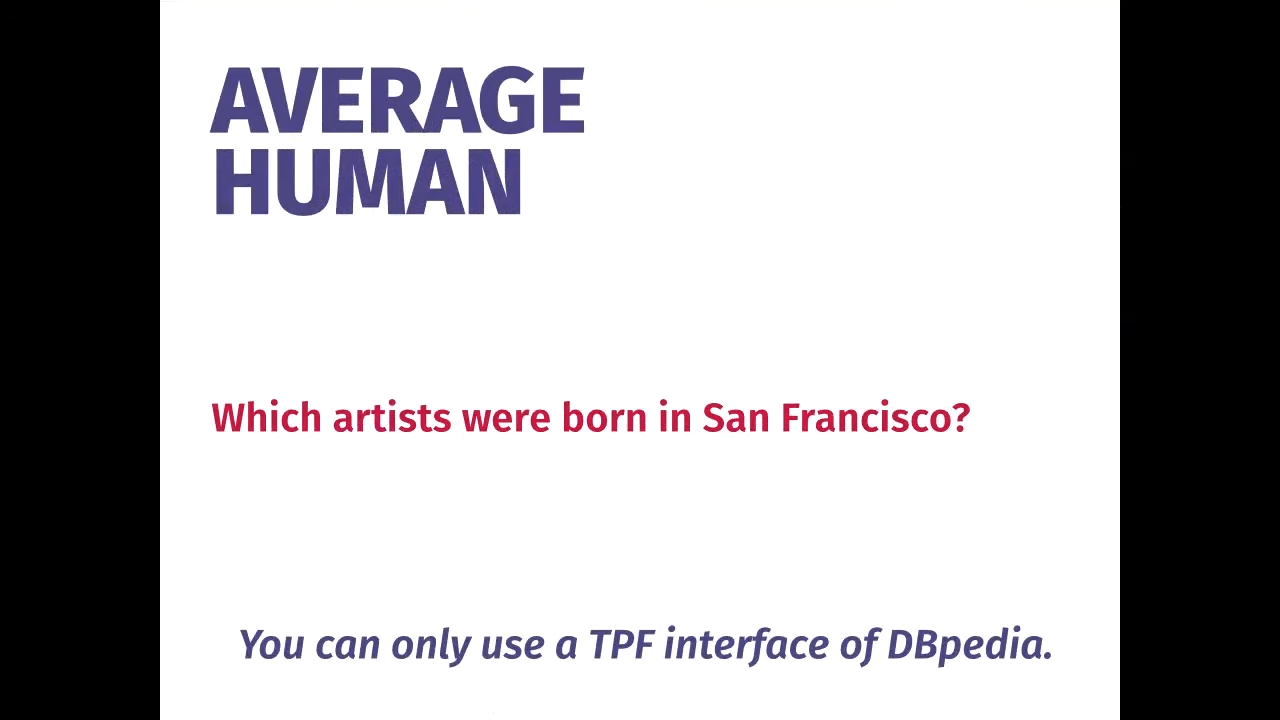 AVERAGE
HUMAN
Which artists were born in San Francisco?
You can only use a TPF interface of DBpedia.